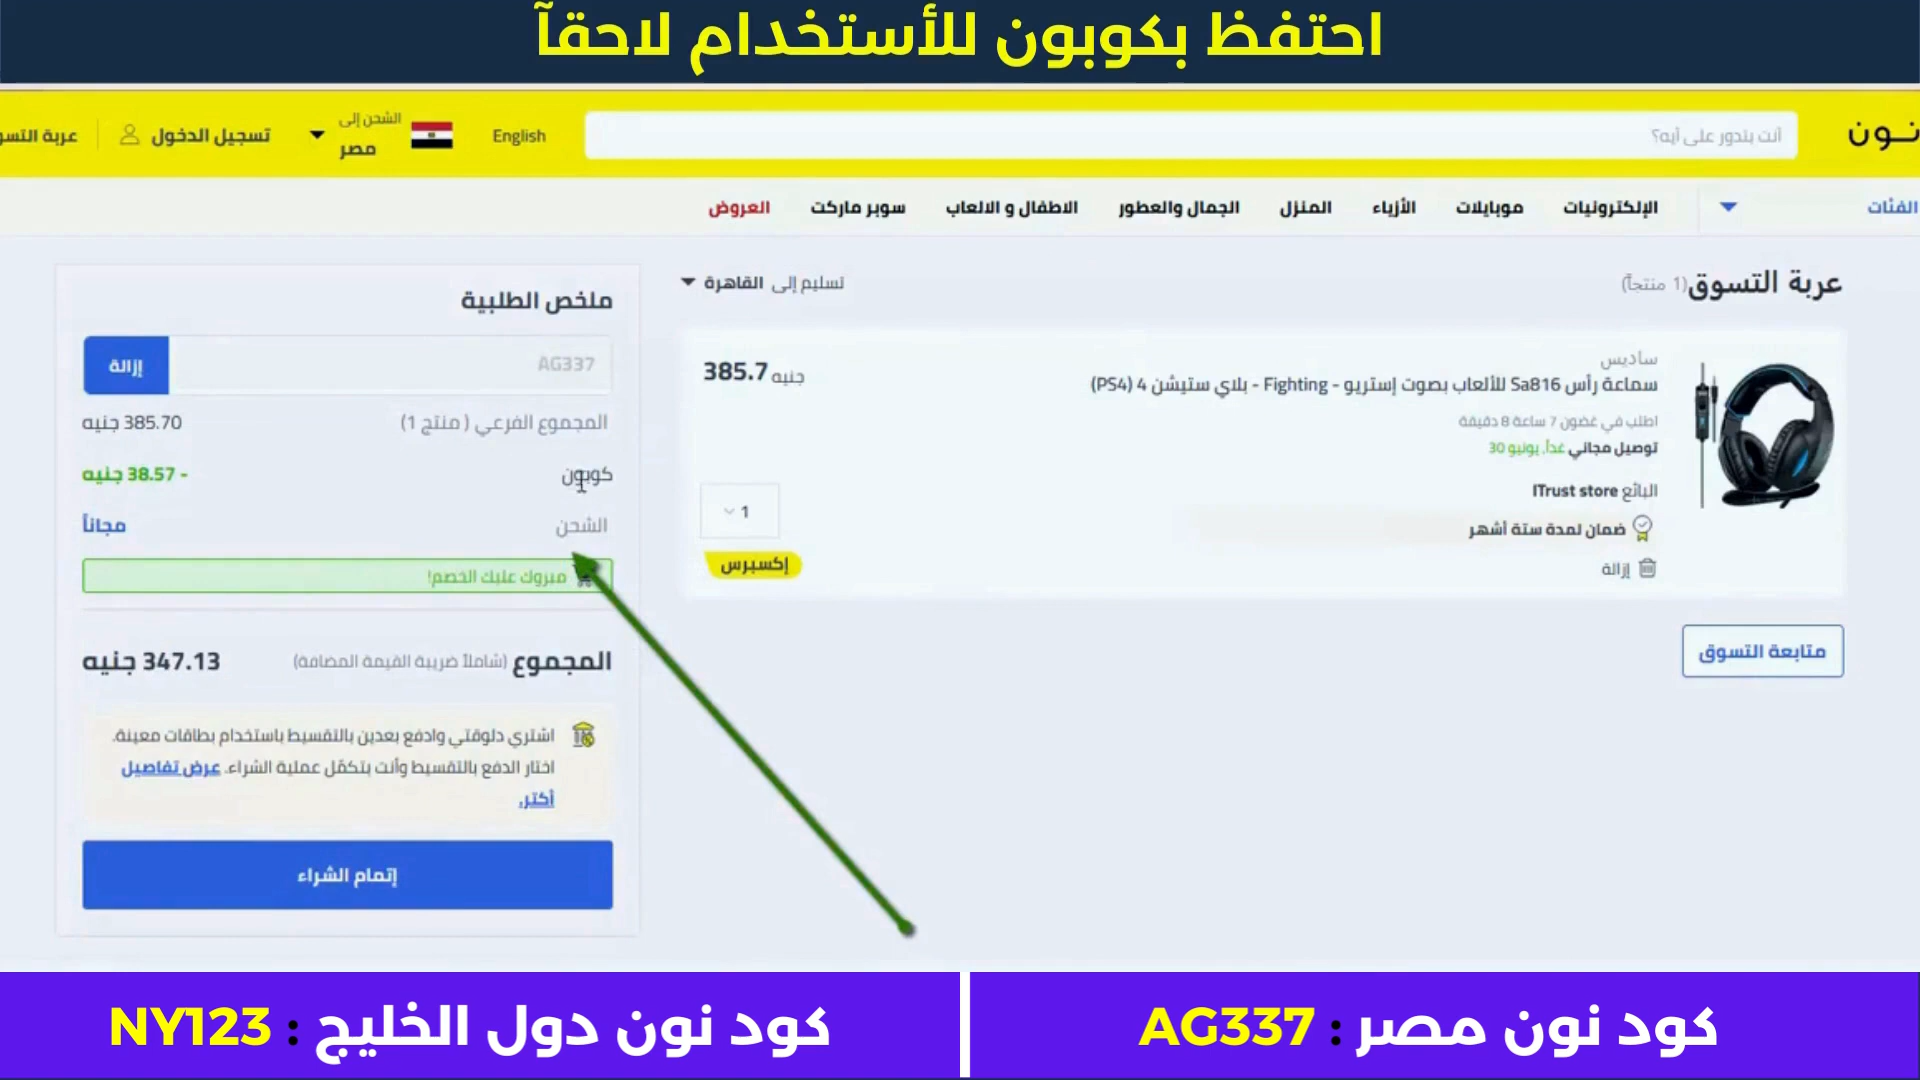 احتفظ بكوبون للأستخدام لاحقآ
نون
أنت بتدور على أيه؟
English
الشحن إلى
مصر
تسجيل الدخول
عربة التسو
الفئات
الإلكترونيات
موبايلات
الأزياء
المنزل
الجمال والعطور
الاطفال و الالعاب
سوبر ماركت
العروض
عربة التسوق (1 منتجاً)
تسليم إلى القاهرة
ساديس
سماعة رأس Sa816 للألعاب بصوت إستريو - Fighting - بلاي ستيشن 4 (PS4)
جنيه 385.7
اطلب في غضون 7 ساعة 8 دقيقة
توصيل مجاني غداً, يونيو 30
البائع ITrust store
ضمان لمدة ستة أشهر
إزالة
1
إكسبرس
متابعة التسوق
ملخص الطلبية
AG337
إزالة
المجموع الفرعي ( منتج 1)
385.70 جنيه
كوبون
- 38.57 جنيه
الشحن
مجاناً
مبروك عليك الخصم!
المجموع (شاملاً ضريبة القيمة المضافة)
347.13 جنيه
اشتري دلوقتي وادفع بعدين بالتقسيط باستخدام بطاقات معينة.
اختار الدفع بالتقسيط وأنت بتكمّل عملية الشراء. عرض تفاصيل
أكتر.
إتمام الشراء
كود نون مصر : AG337
كود نون دول الخليج : NY123